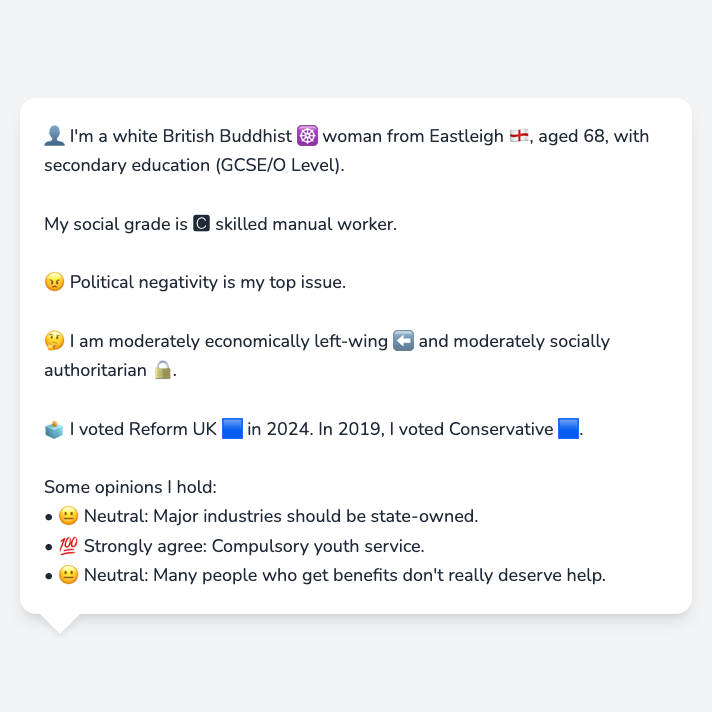 👤 I'm a white British Buddhist ☸️ woman from Eastleigh 🏴󠁧󠁢󠁥󠁮󠁧󠁿, aged 68, with
secondary education (GCSE/O Level).
My social grade is 🅲 skilled manual worker.
😠 Political negativity is my top issue.
🤔 I am moderately economically left-wing ⬅️ and moderately socially
authoritarian 🔒.
🗳️ I voted Reform UK 🟦 in 2024. In 2019, I voted Conservative 🟦.
Some opinions I hold:
• 😐 Neutral: Major industries should be state-owned.
• 💯 Strongly agree: Compulsory youth service.
• 😐 Neutral: Many people who get benefits don't really deserve help.